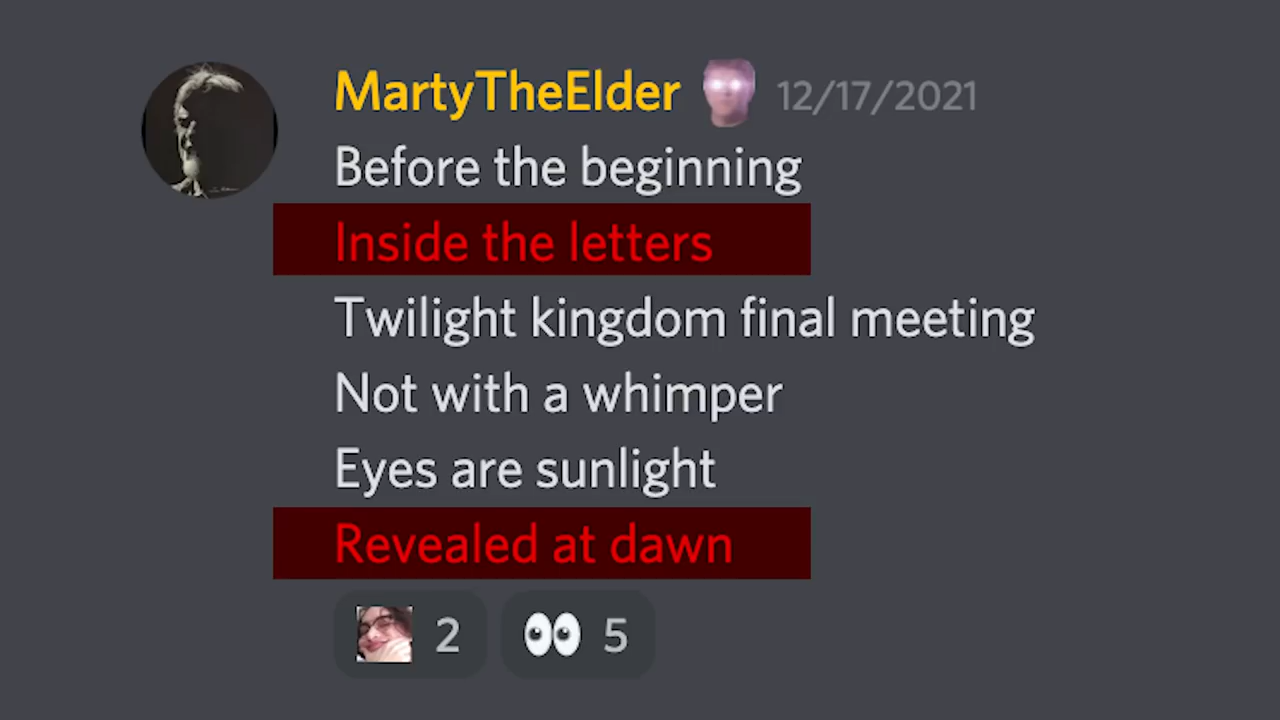 MartyTheElder 12/17/2021
Before the beginning
Inside the letters
Twilight kingdom final meeting
Not with a whimper
Eyes are sunlight
Revealed at dawn
2 5